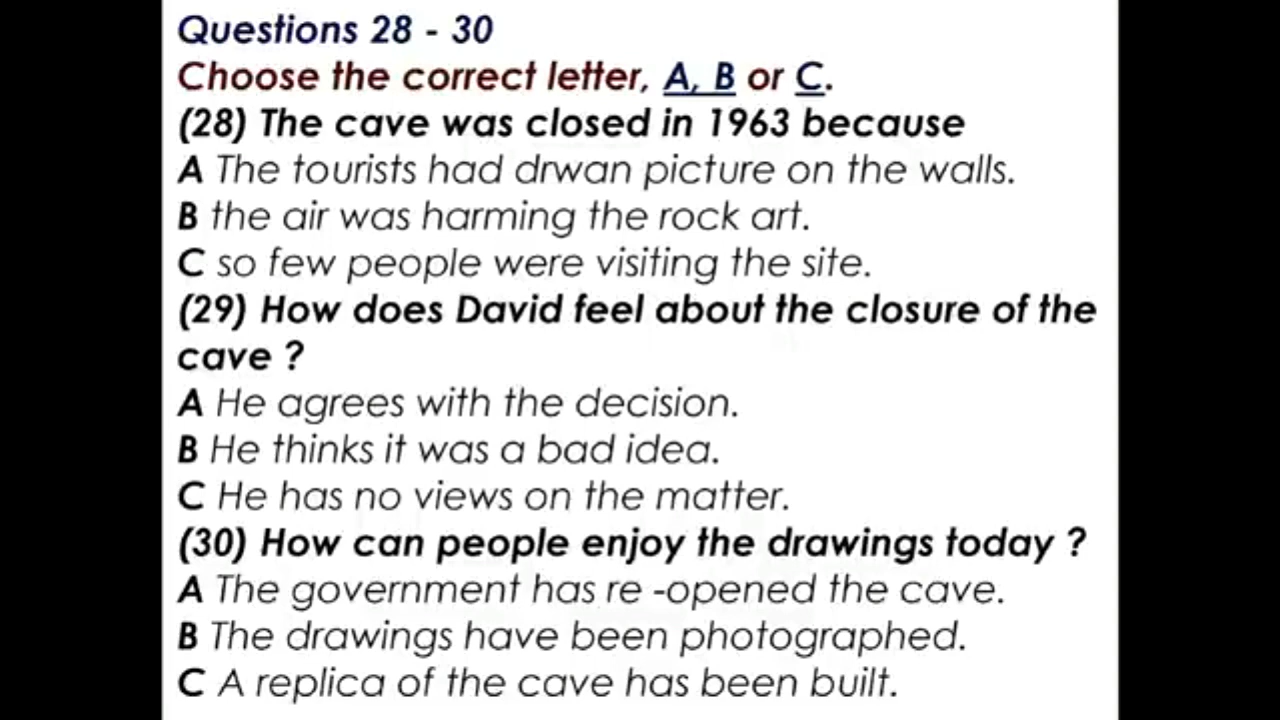 Questions 28 - 30
Choose the correct letter, A, B or C.
(28) The cave was closed in 1963 because
A The tourists had drwan picture on the walls.
B the air was harming the rock art.
C so few people were visiting the site.
(29) How does David feel about the closure of the
cave ?
A He agrees with the decision.
B He thinks it was a bad idea.
C He has no views on the matter.
(30) How can people enjoy the drawings today ?
A The government has re -opened the cave.
B The drawings have been photographed.
C A replica of the cave has been built.